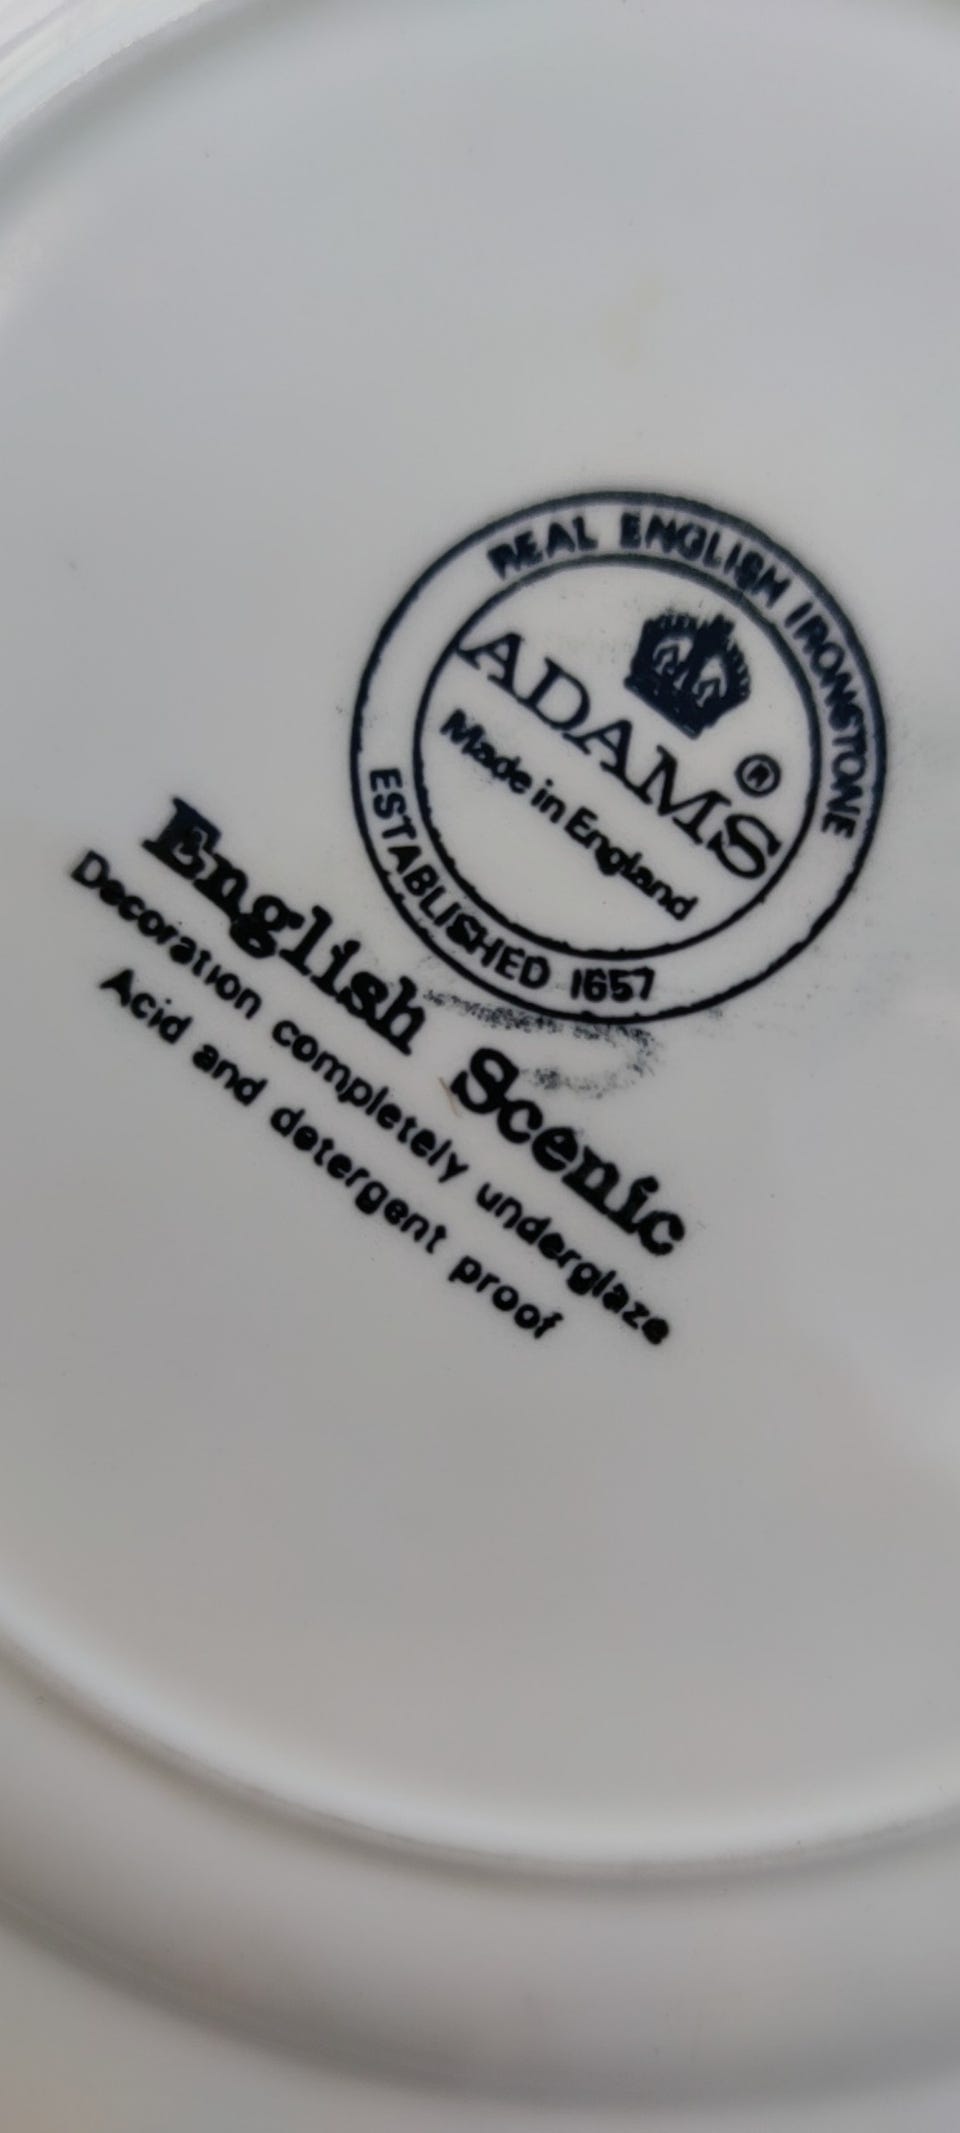 REAL ENGLISH IRONSTONE
ADAMS ®
Made in England
ESTABLISHED 1657
English Scenic
Decoration completely underglaze
Acid and detergent proof